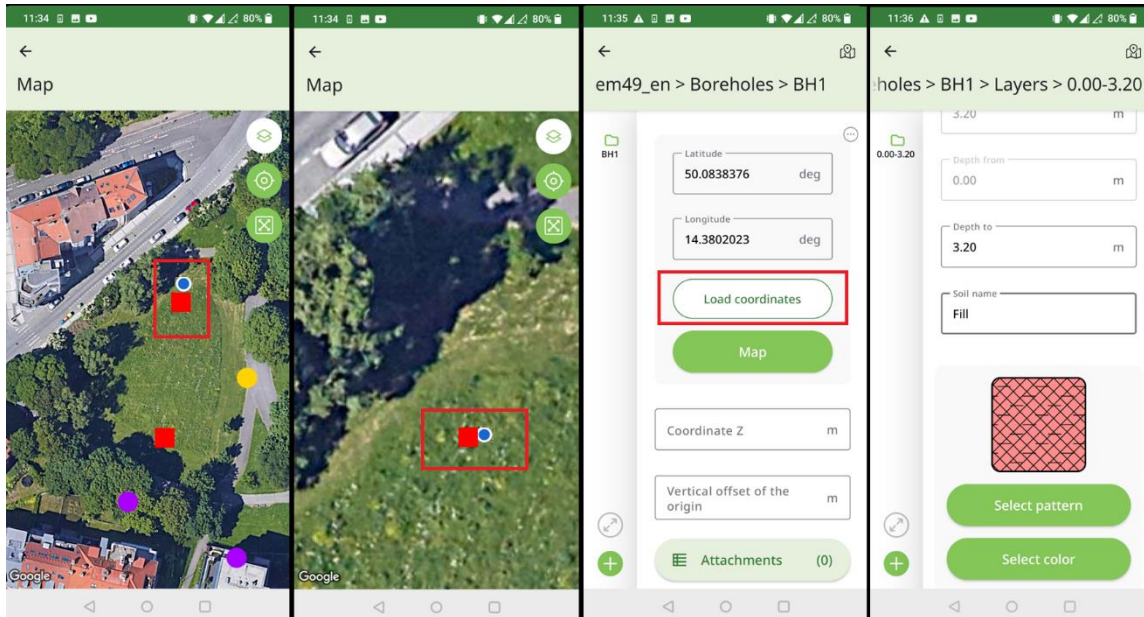 11:34
80%
Map
Google
11:34
80%
Map
Google
11:35
80%
em49_en > Boreholes > BH1
BH1
Latitude
50.0838376 deg
Longitude
14.3802023 deg
Load coordinates
Map
Coordinate Z m
Vertical offset of the
origin m
Attachments (0)
11:36
80%
holes > BH1 > Layers > 0.00-3.20
0.00-3.20
3.20 m
Depth from
0.00 m
Depth to
3.20 m
Soil name
Fill
Select pattern
Select color